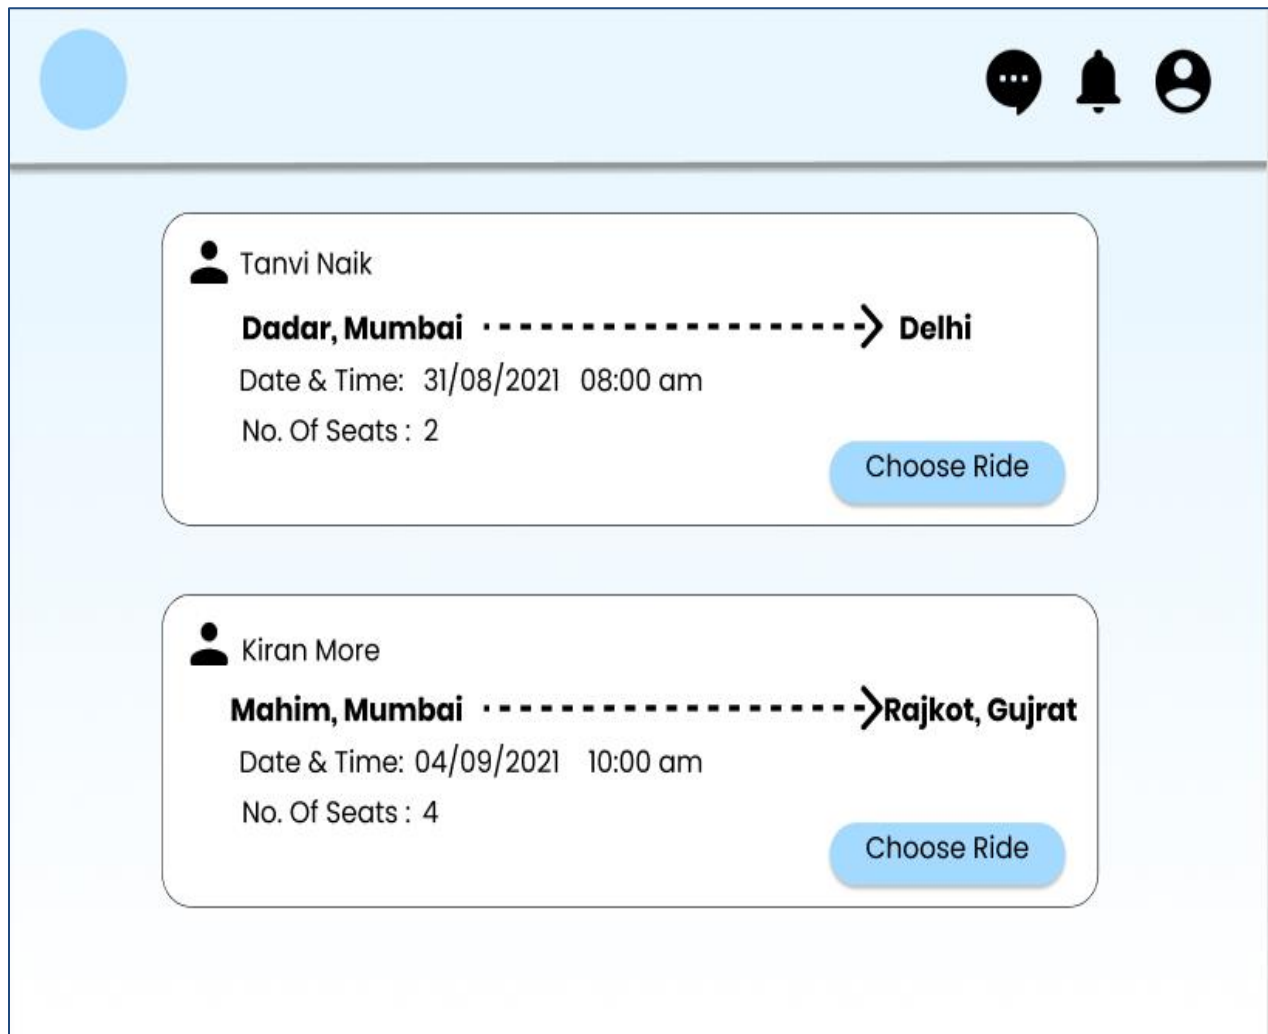 Tanvi Naik
Dadar, Mumbai Delhi
Date & Time: 31/08/2021 08:00 am
No. Of Seats : 2
Choose Ride
Kiran More
Mahim, Mumbai Rajkot, Gujrat
Date & Time: 04/09/2021 10:00 am
No. Of Seats : 4
Choose Ride